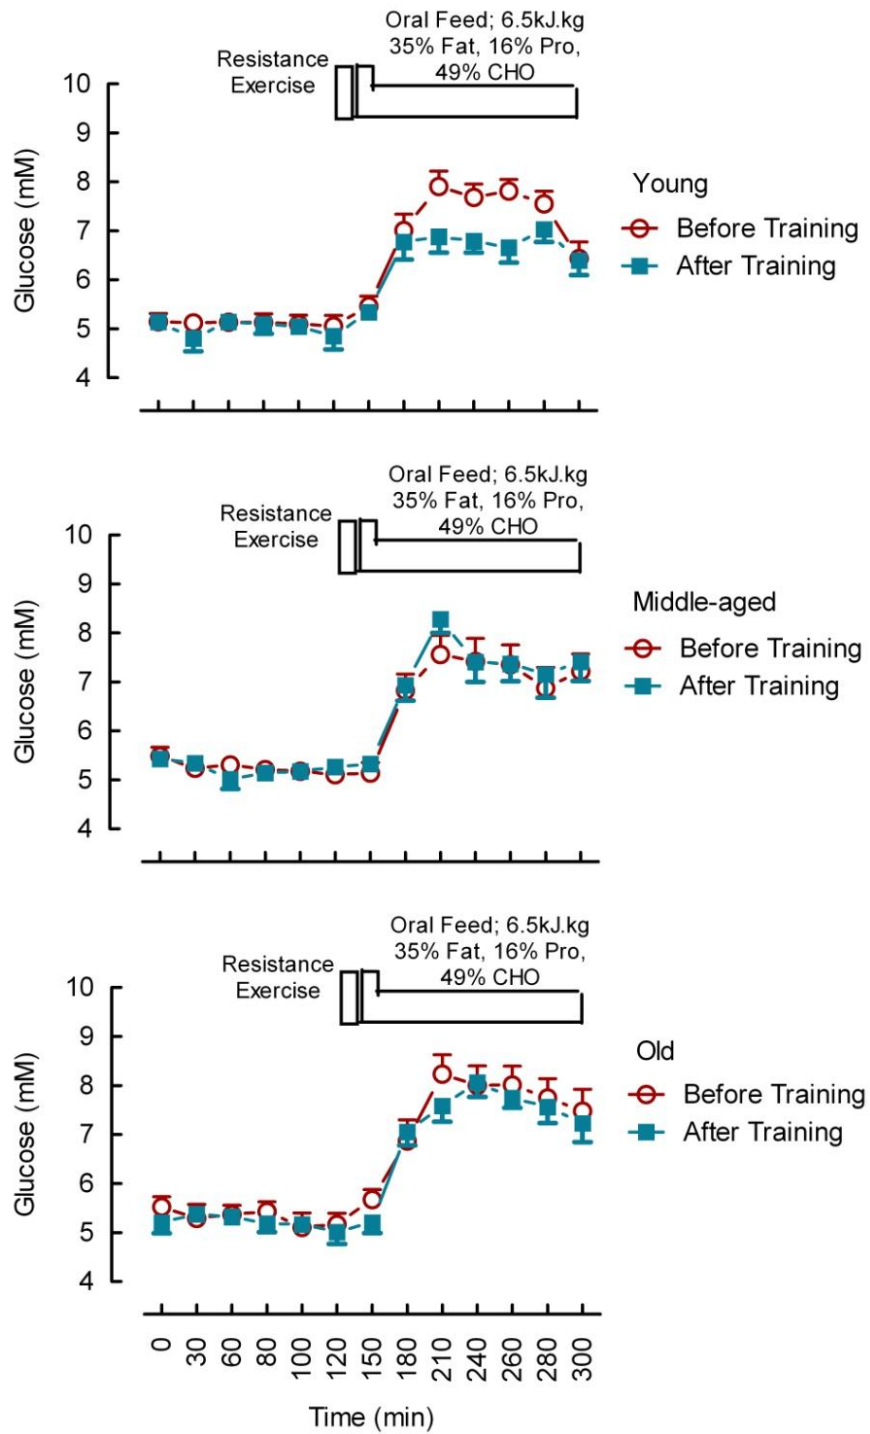 Oral Feed; 6.5kJ.kg
35% Fat, 16% Pro,
49% CHO
Resistance
Exercise
10
9
8
7
6
5
4
Glucose (mM)
Young
Before Training
After Training
Oral Feed; 6.5kJ.kg
35% Fat, 16% Pro,
49% CHO
Resistance
Exercise
10
9
8
7
6
5
4
Glucose (mM)
Middle-aged
Before Training
After Training
Oral Feed; 6.5kJ.kg
35% Fat, 16% Pro,
49% CHO
Resistance
Exercise
10
9
8
7
6
5
4
Glucose (mM)
Old
Before Training
After Training
0 30 60 80 100 120 150 180 210 240 260 280 300
Time (min)